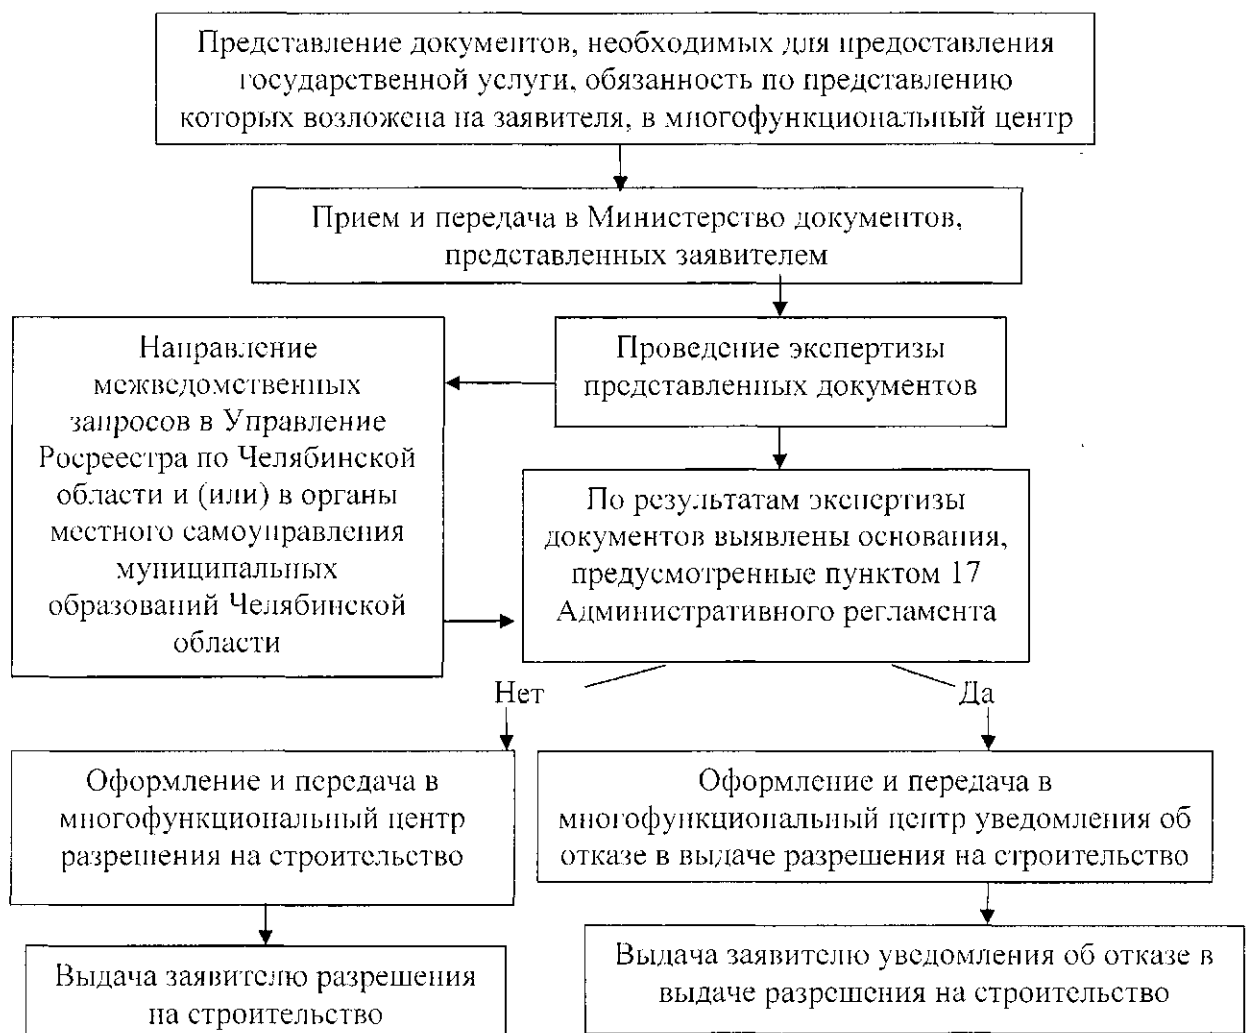 Представление документов, необходимых для предоставления
государственной услуги, обязанность по представлению
которых возложена на заявителя, в многофункциональный центр
Прием и передача в Министерство документов,
представленных заявителем
Направление
межведомственных
запросов в Управление
Росреестра по Челябинской
области и (или) в органы
местного самоуправления
муниципальных
образований Челябинской
области
Проведение экспертизы
представленных документов
По результатам экспертизы
документов выявлены основания,
предусмотренные пунктом 17
Административного регламента
Нет
Да
Оформление и передача в
многофункциональный центр
разрешения на строительство
Оформление и передача в
многофункциональный центр уведомления об
отказе в выдаче разрешения на строительство
Выдача заявителю разрешения
на строительство
Выдача заявителю уведомления об отказе в
выдаче разрешения на строительство